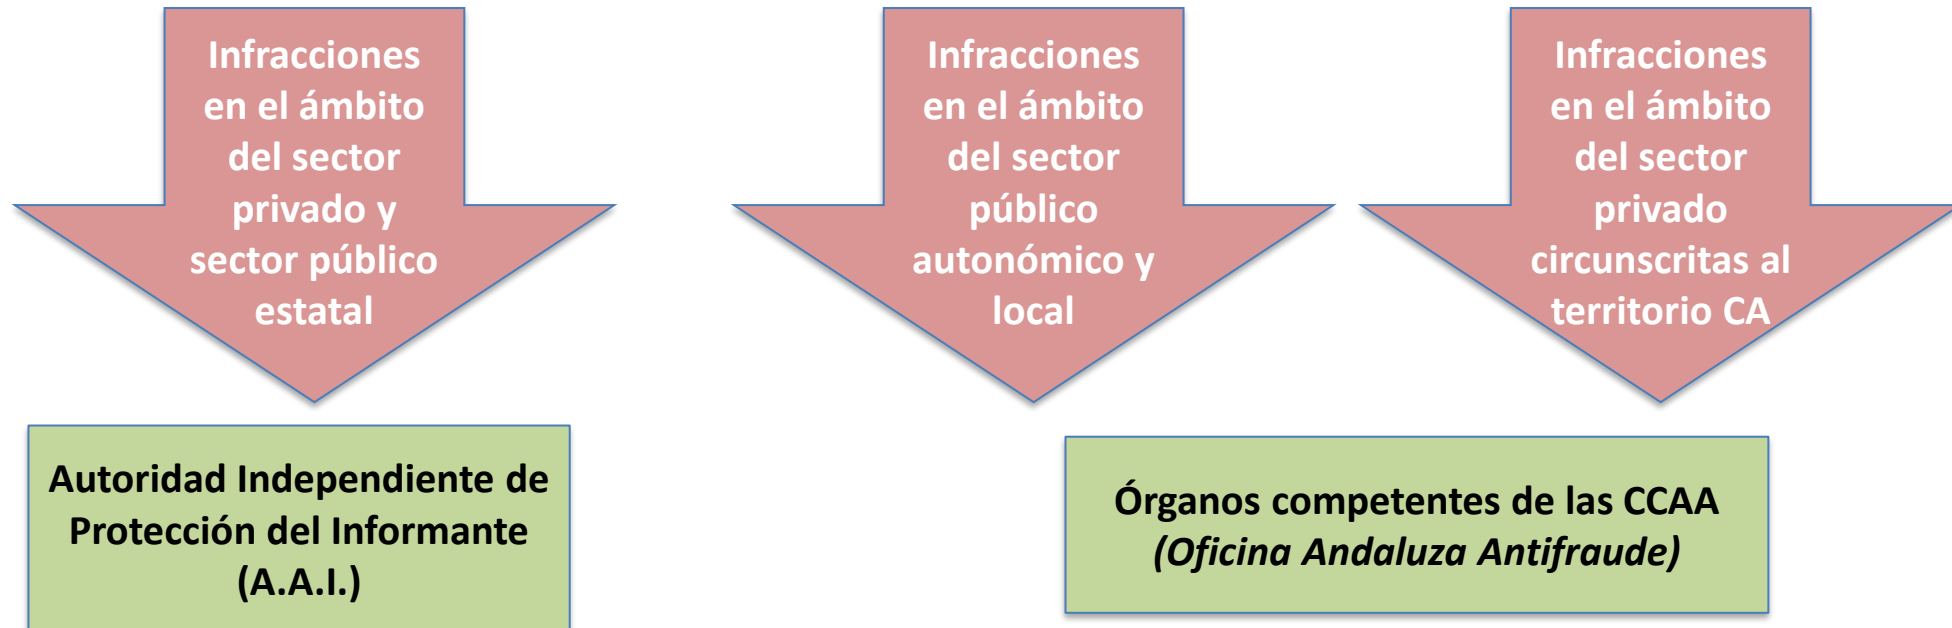 Infracciones
en el ámbito
del sector
privado y
sector público
estatal
Infracciones
en el ámbito
del sector
público
autonómico y
local
Infracciones
en el ámbito
del sector
privado
circunscritas al
territorio CA
Autoridad Independiente de
Protección del Informante
(A.A.I.)
Órganos competentes de las CCAA
(Oficina Andaluza Antifraude)